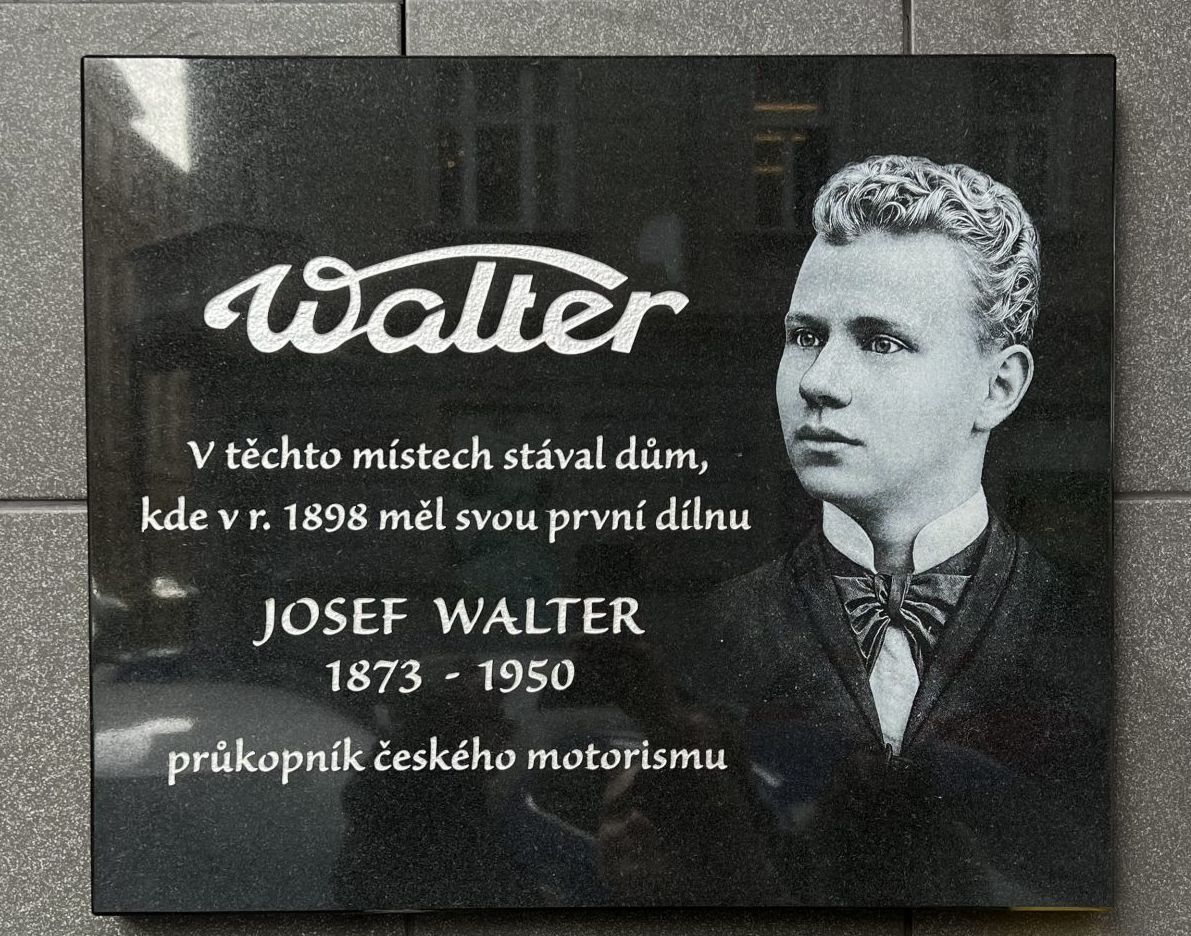 Walter
V těchto místech stával dům,
kde v r. 1898 měl svou první dílnu
JOSEF WALTER
1873 - 1950
průkopník českého motorismu